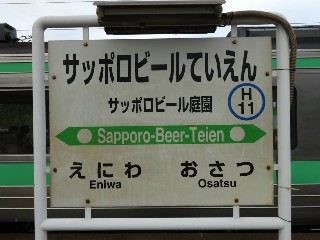 サッポロビールていえん
サッポロビール庭園
H
11
Sapporo-Beer-Teien
えにわ おさつ
Eniwa Osatsu